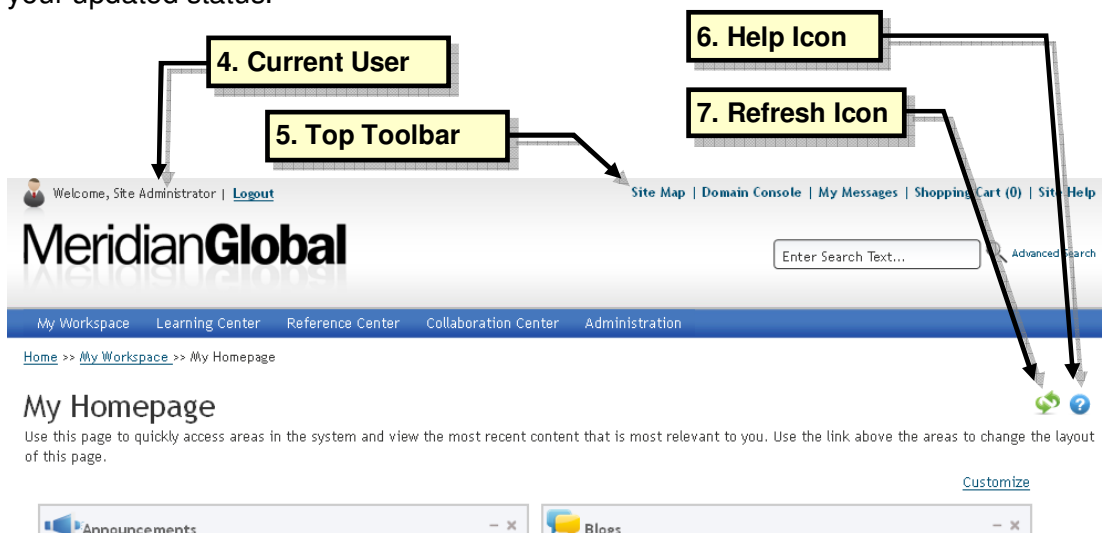 your updated status.
6. Help Icon
4. Current User
7. Refresh Icon
5. Top Toolbar
Welcome, Site Administrator | Logout
Site Map | Domain Console | My Messages | Shopping Cart (0) | Site Help
MeridianGlobal
Enter Search Text...
Advanced Search
My Workspace Learning Center Reference Center Collaboration Center Administration
Home >> My Workspace >> My Homepage
My Homepage
Use this page to quickly access areas in the system and view the most recent content that is most relevant to you. Use the link above the areas to change the layout
of this page.
Customize
Announcements
Blogs